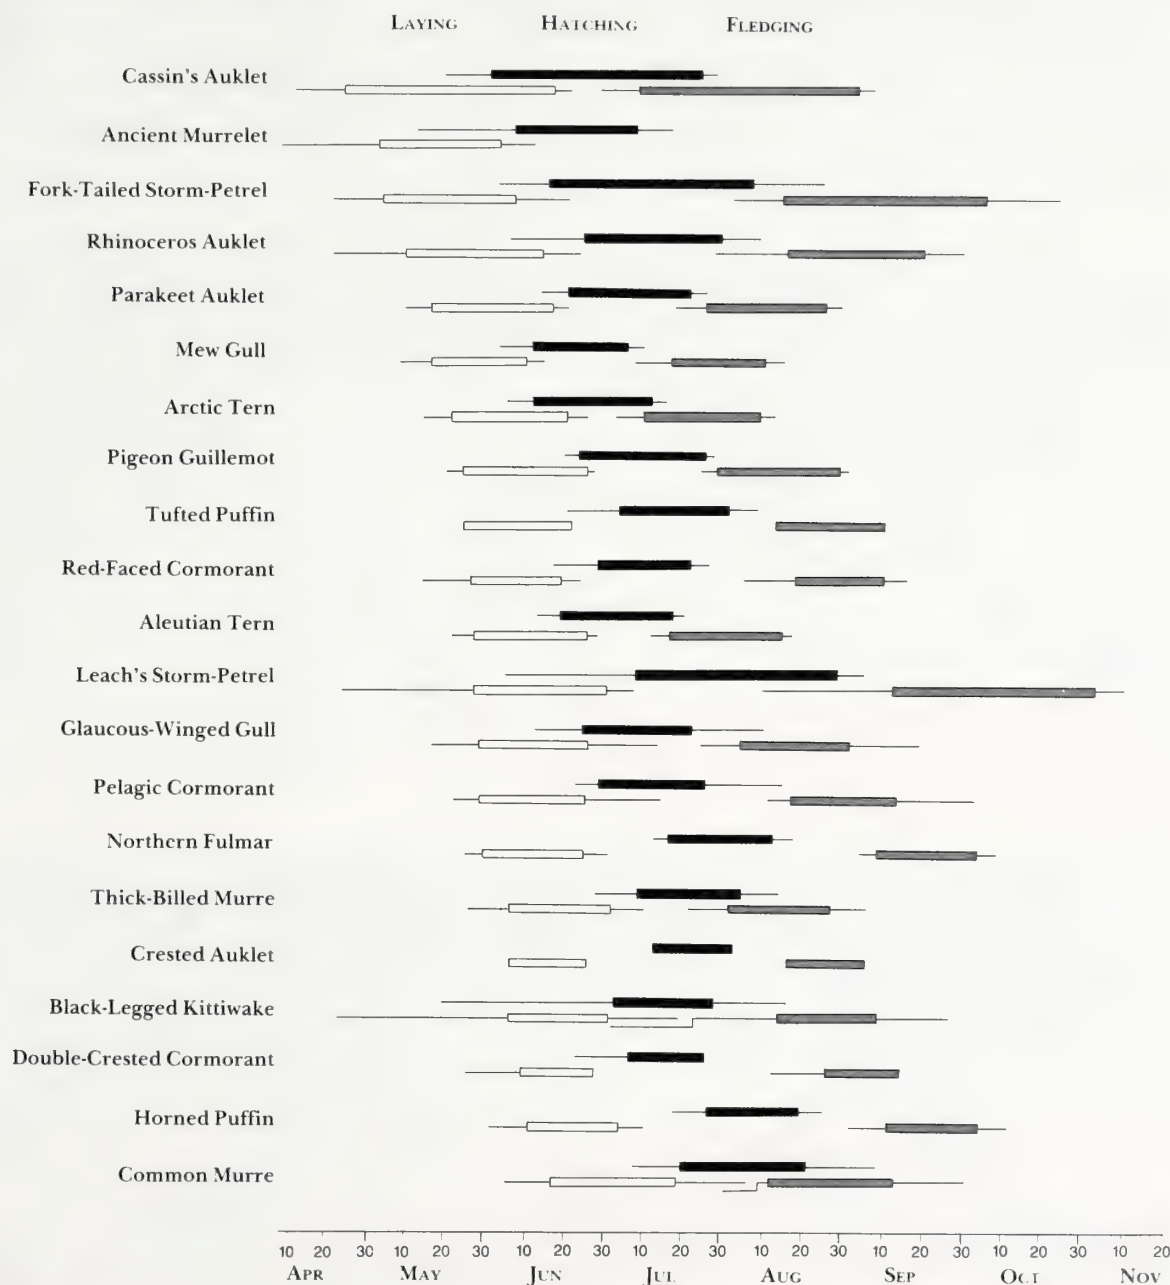 LAYING HATCHING FLEDGING
Cassin's Auklet
Ancient Murrelet
Fork-Tailed Storm-Petrel
Rhinoceros Auklet
Parakeet Auklet
Mew Gull
Arctic Tern
Pigeon Guillemot
Tufted Puffin
Red-Faced Cormorant
Aleutian Tern
Leach's Storm-Petrel
Glaucous-Winged Gull
Pelagic Cormorant
Northern Fulmar
Thick-Billed Murre
Crested Auklet
Black-Legged Kittiwake
Double-Crested Cormorant
Horned Puffin
Common Murre
10 20 30 10 20 30 10 20 30 10 20 30 10 20 30 10 20 30 10 20 30 10 20
APR MAY JUN JUL AUG SEP OCT NOV